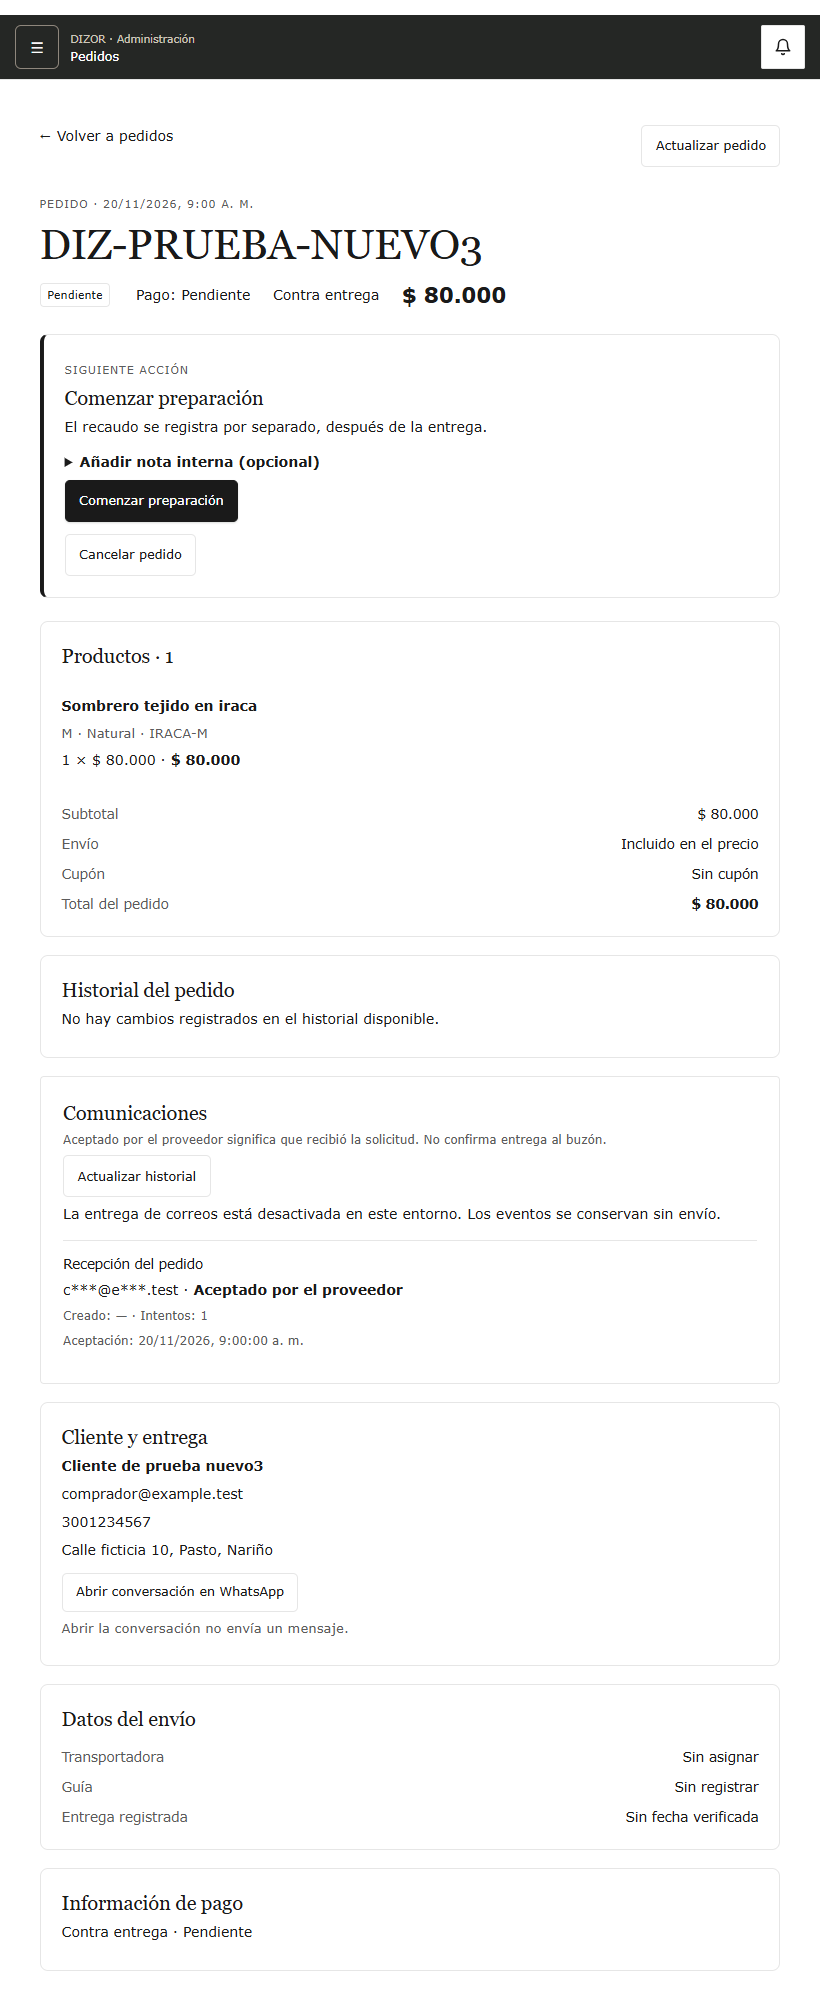 ☰
DIZOR · Administración
Pedidos
← Volver a pedidos
Actualizar pedido
PEDIDO · 20/11/2026, 9:00 A. M.
DIZ-PRUEBA-NUEVO3
Pendiente
Pago: Pendiente
Contra entrega
$ 80.000
SIGUIENTE ACCIÓN
Comenzar preparación
El recaudo se registra por separado, después de la entrega.
▶ Añadir nota interna (opcional)
Comenzar preparación
Cancelar pedido
Productos · 1
Sombrero tejido en iraca
M · Natural · IRACA-M
1 × $ 80.000 · $ 80.000
Subtotal $ 80.000
Envío Incluido en el precio
Cupón Sin cupón
Total del pedido $ 80.000
Historial del pedido
No hay cambios registrados en el historial disponible.
Comunicaciones
Aceptado por el proveedor significa que recibió la solicitud. No confirma entrega al buzón.
Actualizar historial
La entrega de correos está desactivada en este entorno. Los eventos se conservan sin envío.
Recepción del pedido
c***@e***.test · Aceptado por el proveedor
Creado: — · Intentos: 1
Aceptación: 20/11/2026, 9:00:00 a. m.
Cliente y entrega
Cliente de prueba nuevo3
comprador@example.test
3001234567
Calle ficticia 10, Pasto, Nariño
Abrir conversación en WhatsApp
Abrir la conversación no envía un mensaje.
Datos del envío
Transportadora Sin asignar
Guía Sin registrar
Entrega registrada Sin fecha verificada
Información de pago
Contra entrega · Pendiente